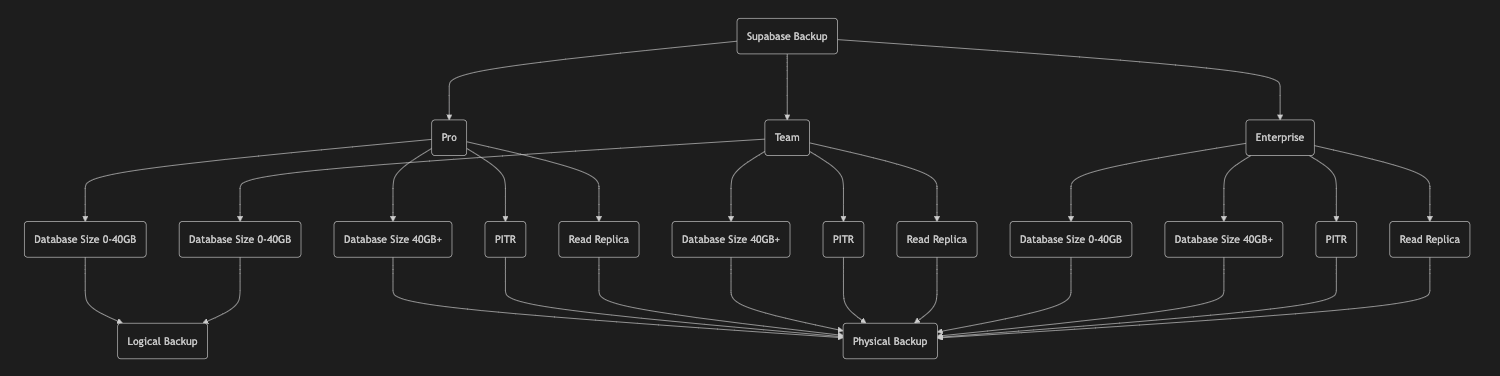 Supabase Backup
Pro
Team
Enterprise
Database Size 0-40GB
Database Size 0-40GB
Database Size 40GB+
PITR
Read Replica
Database Size 40GB+
PITR
Read Replica
Database Size 0-40GB
Database Size 40GB+
PITR
Read Replica
Logical Backup
Physical Backup